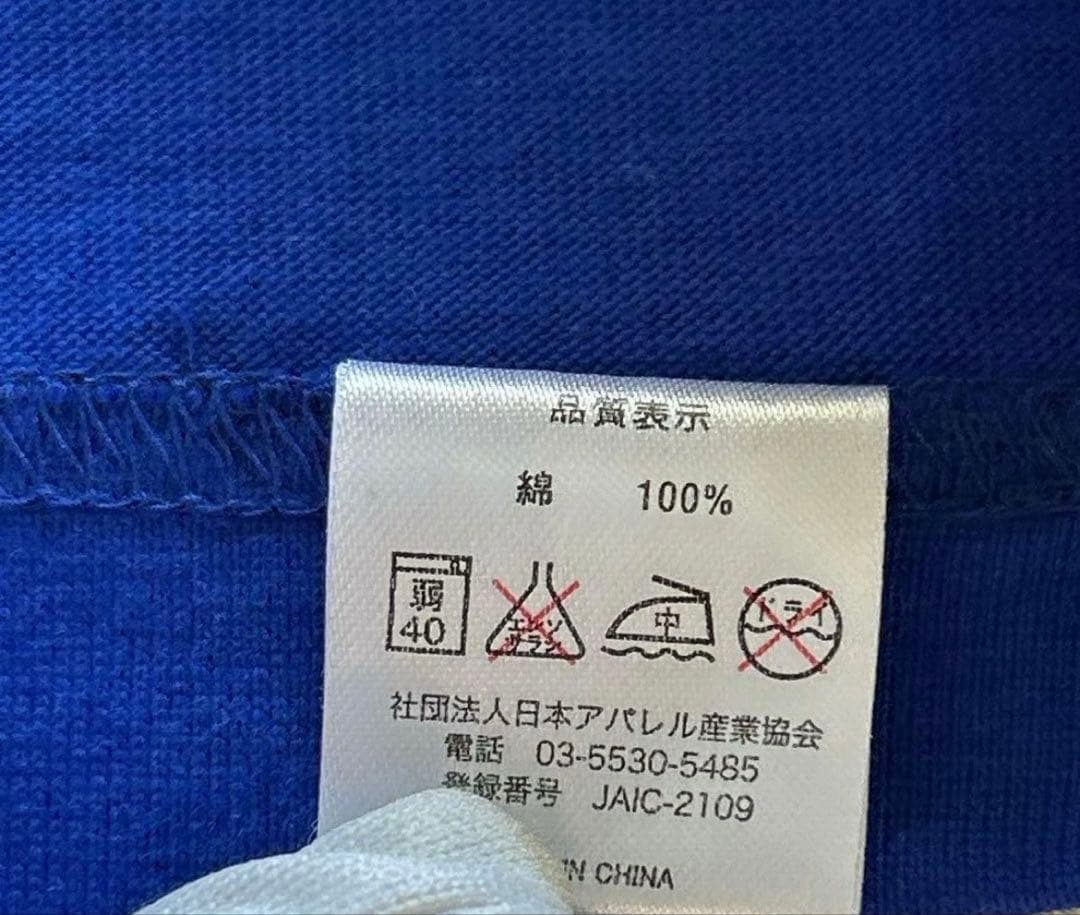 品質表示
綿 100%
弱 エンソ 中 ドライ
40 サラシ
社団法人日本アパレル産業協会
電話 03-5530-5485
登録番号 JAIC-2109
IN CHINA